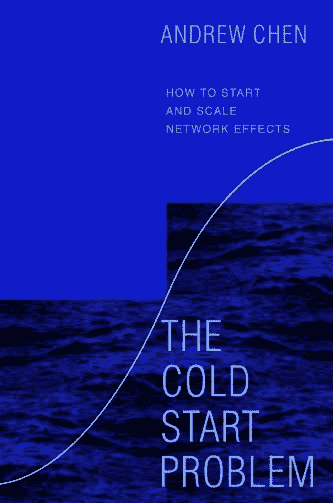 ANDREW CHEN
HOW TO START
AND SCALE
NETWORK EFFECTS
THE
COLD
START
PROBLEM